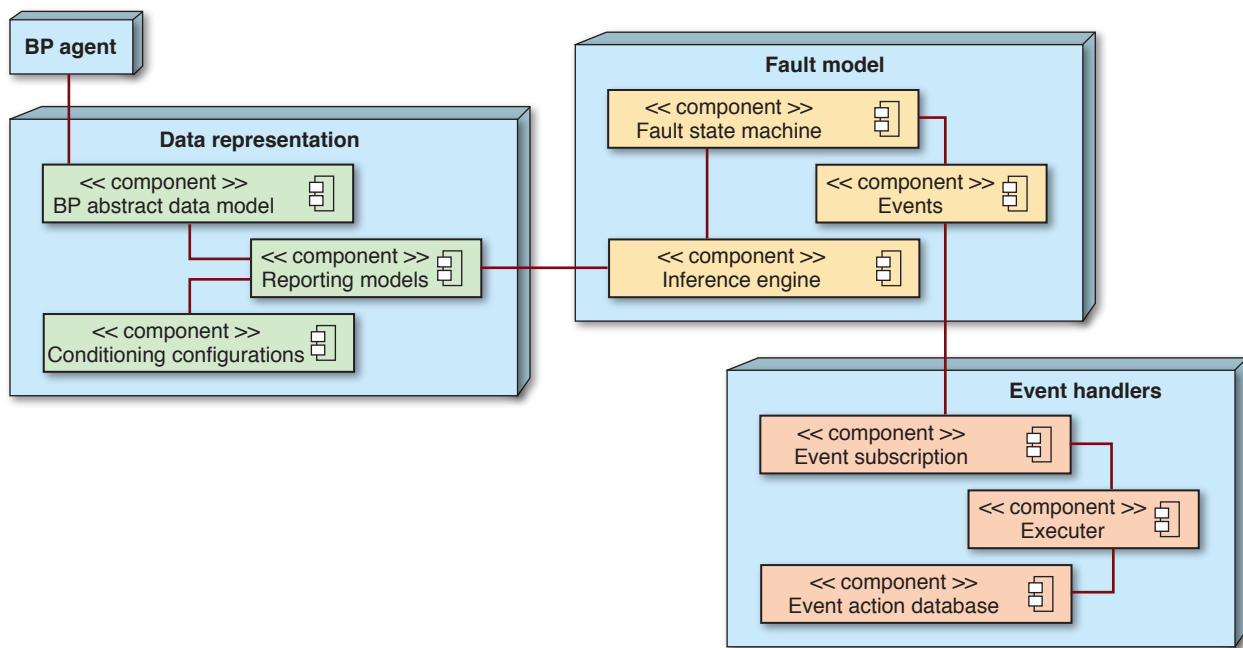 BP agent
Data representation
<< component >>
BP abstract data model
<< component >>
Reporting models
<< component >>
Conditioning configurations
Fault model
<< component >>
Fault state machine
<< component >>
Events
<< component >>
Inference engine
Event handlers
<< component >>
Event subscription
<< component >>
Executer
<< component >>
Event action database